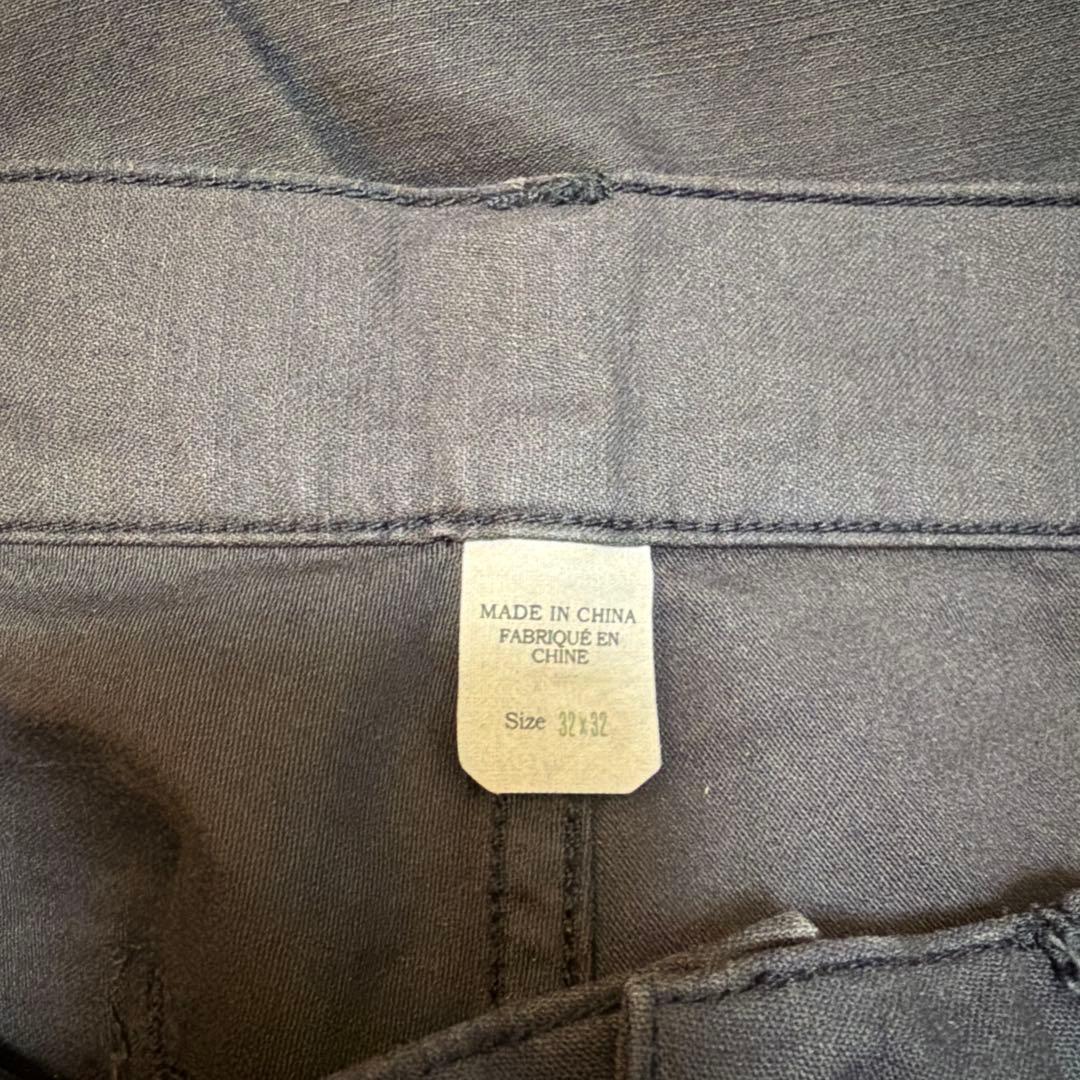 MADE IN CHINA
FABRIQUÉ EN
CHINE
Size 32x32